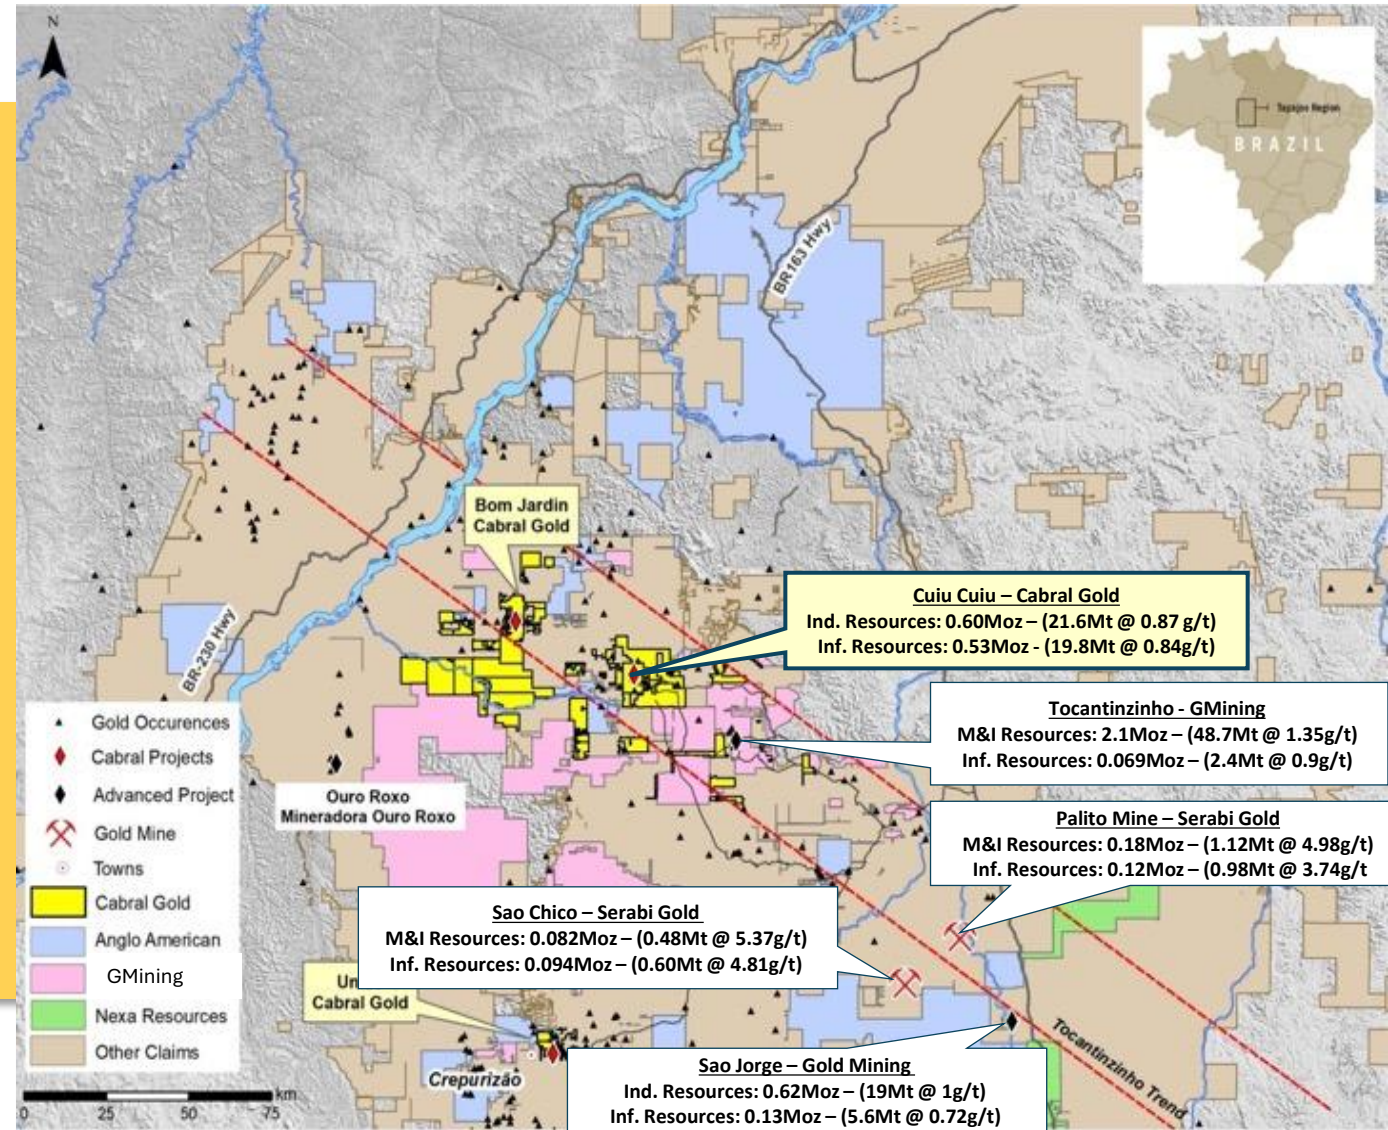 N
Tapajos Region
BRAZIL
BR163 Hwy
Bom Jardin
Cabral Gold
Cuiu Cuiu – Cabral Gold
Ind. Resources: 0.60Moz – (21.6Mt @ 0.87 g/t)
Inf. Resources: 0.53Moz - (19.8Mt @ 0.84g/t)
BR-230 Hwy
Tocantinzinho - GMining
M&I Resources: 2.1Moz – (48.7Mt @ 1.35g/t)
Inf. Resources: 0.069Moz – (2.4Mt @ 0.9g/t)
Ouro Roxo
Mineradora Ouro Roxo
Palito Mine – Serabi Gold
M&I Resources: 0.18Moz – (1.12Mt @ 4.98g/t)
Inf. Resources: 0.12Moz – (0.98Mt @ 3.74g/t
Sao Chico – Serabi Gold
M&I Resources: 0.082Moz – (0.48Mt @ 5.37g/t)
Inf. Resources: 0.094Moz – (0.60Mt @ 4.81g/t)
Un
Cabral Gold
Tocantinzinho Trend
Sao Jorge – Gold Mining
Ind. Resources: 0.62Moz – (19Mt @ 1g/t)
Inf. Resources: 0.13Moz – (5.6Mt @ 0.72g/t)
Crepurizão
Gold Occurences
Cabral Projects
Advanced Project
Gold Mine
Towns
Cabral Gold
Anglo American
GMining
Nexa Resources
Other Claims
km
0 25 50 75